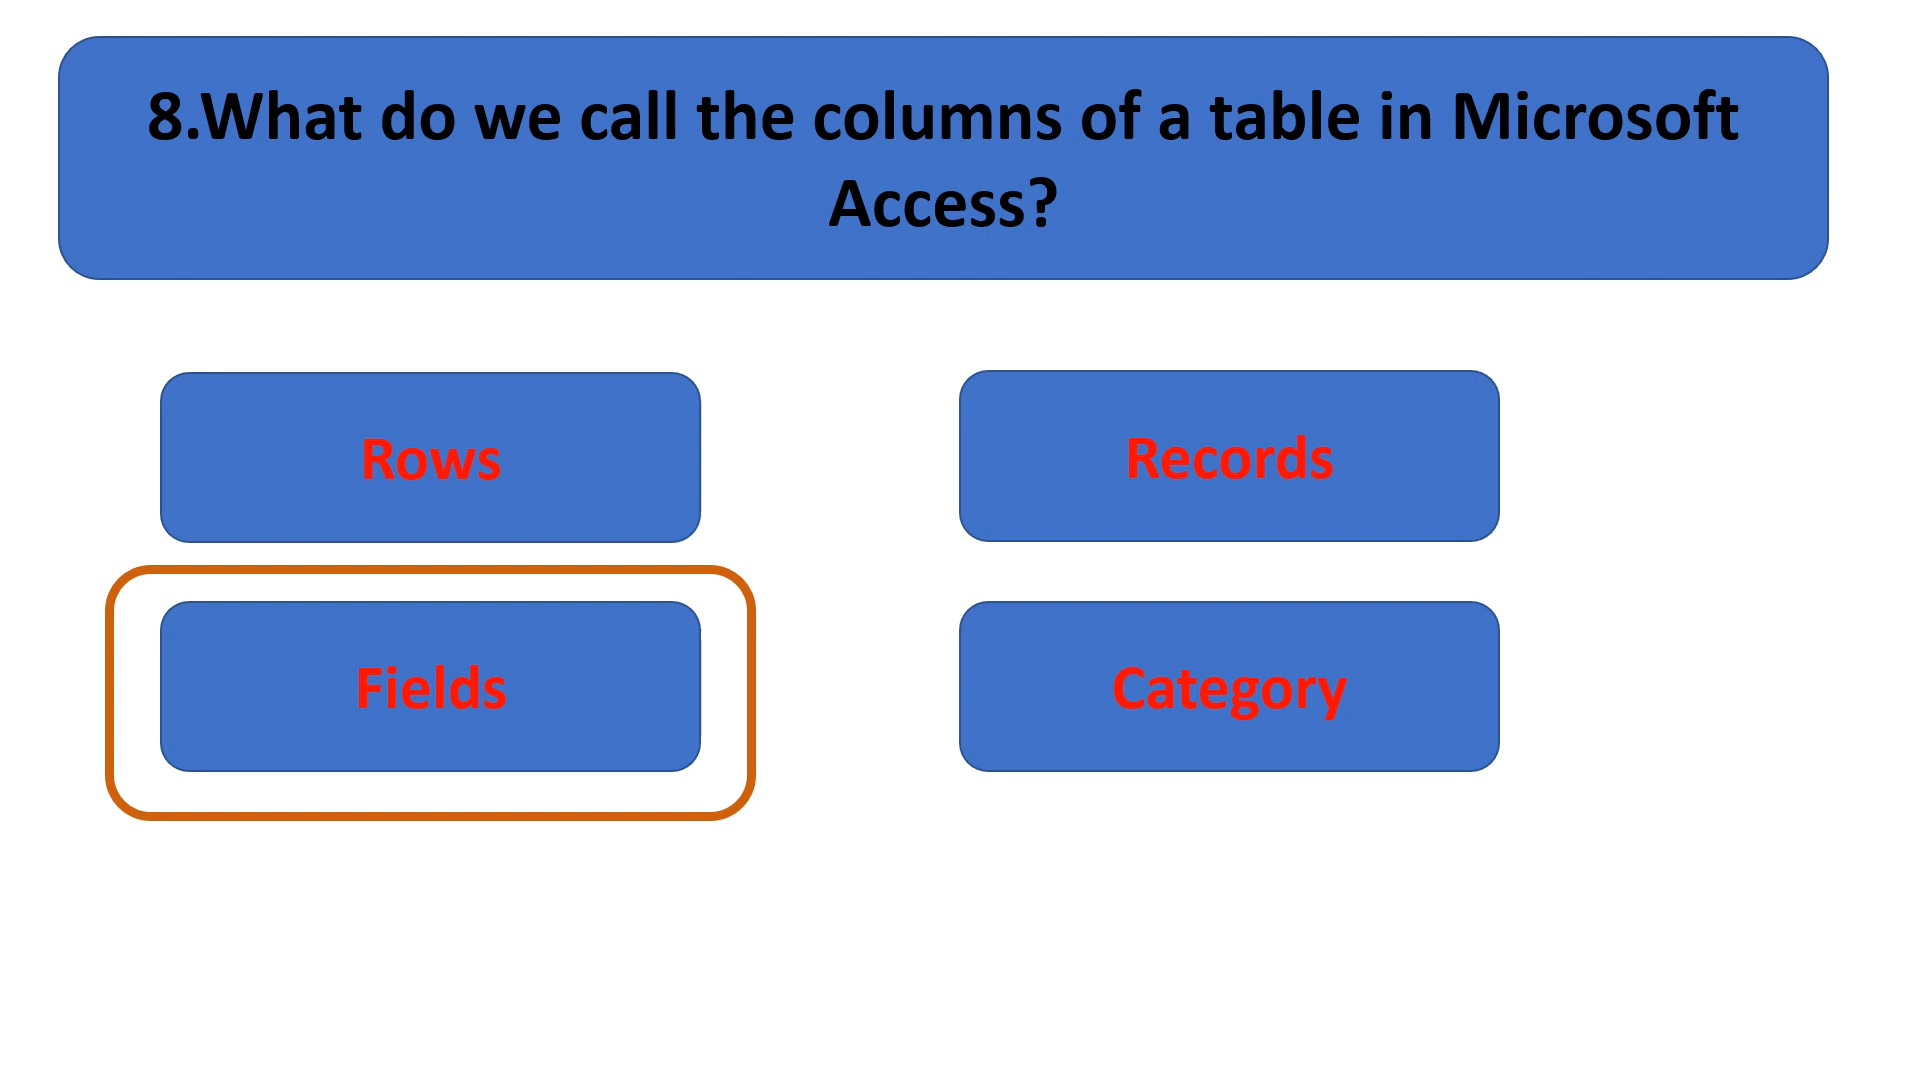 8.What do we call the columns of a table in Microsoft
Access?
Rows
Records
Fields
Category